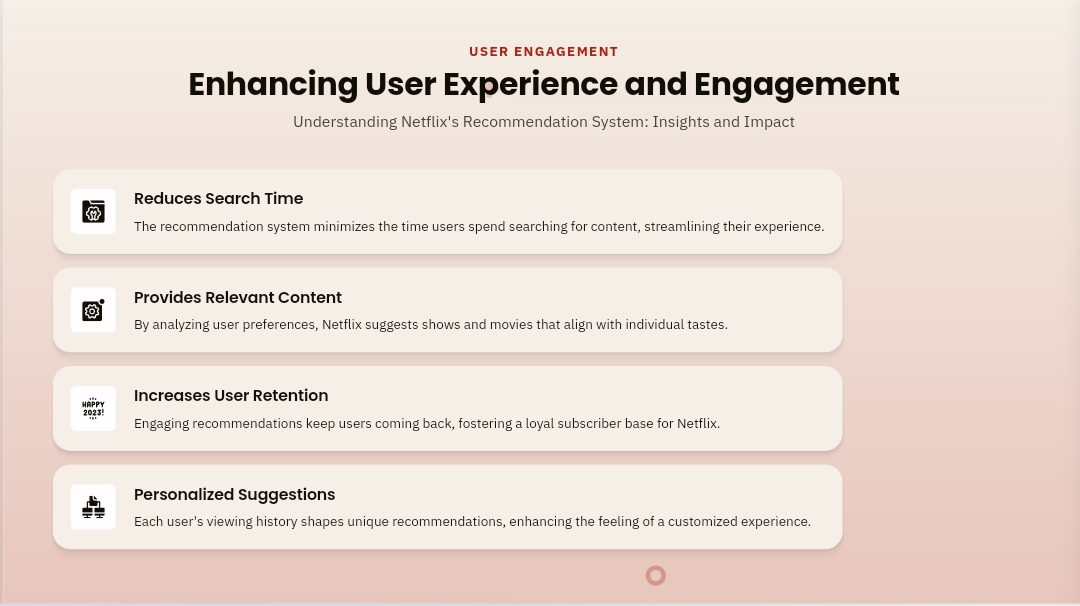 USER ENGAGEMENT
Enhancing User Experience and Engagement
Understanding Netflix's Recommendation System: Insights and Impact
Reduces Search Time
The recommendation system minimizes the time users spend searching for content, streamlining their experience.
Provides Relevant Content
By analyzing user preferences, Netflix suggests shows and movies that align with individual tastes.
HAPPY
2023!
Increases User Retention
Engaging recommendations keep users coming back, fostering a loyal subscriber base for Netflix.
Personalized Suggestions
Each user's viewing history shapes unique recommendations, enhancing the feeling of a customized experience.